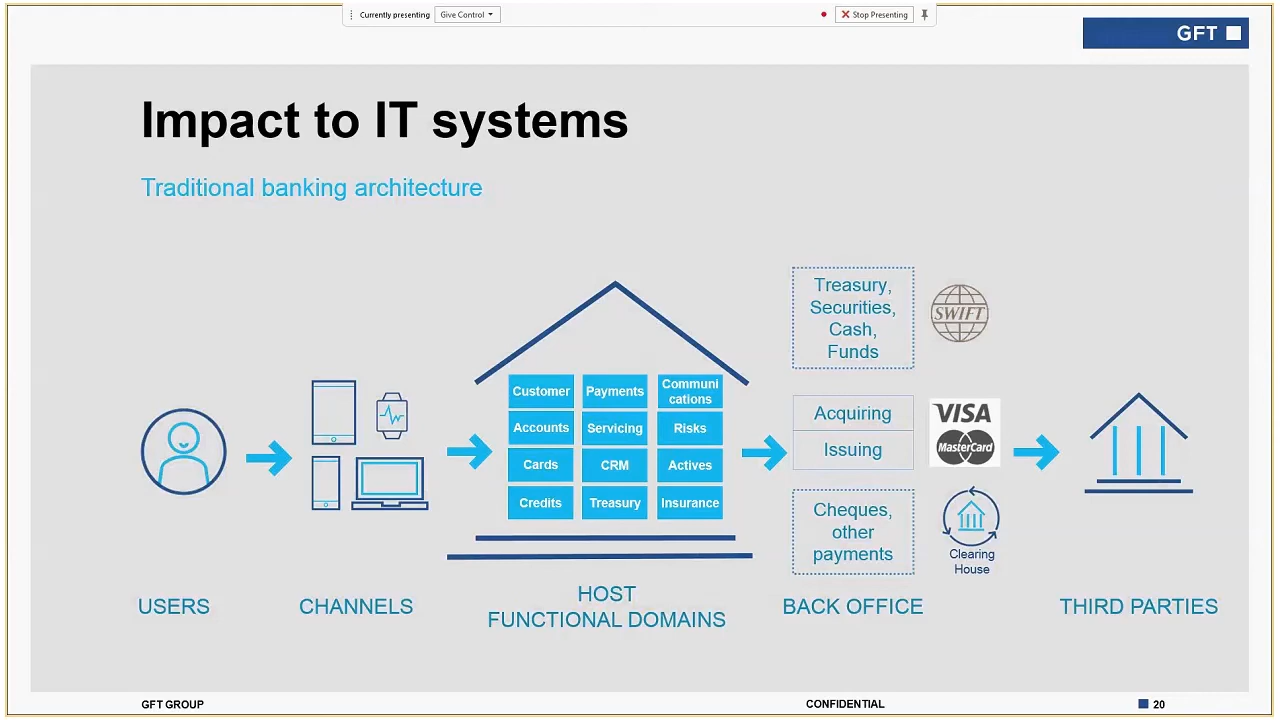 Currently presenting
Give Control
Stop Presenting
GFT
Impact to IT systems
Traditional banking architecture
Customer
Payments
Communi
cations
Accounts
Servicing
Risks
Cards
CRM
Actives
Credits
Treasury
Insurance
Treasury,
Securities,
Cash,
Funds
SWIFT
Acquiring
Issuing
VISA
MasterCard
Cheques,
other
payments
Clearing
House
USERS
CHANNELS
HOST
FUNCTIONAL DOMAINS
BACK OFFICE
THIRD PARTIES
GFT GROUP
CONFIDENTIAL
20